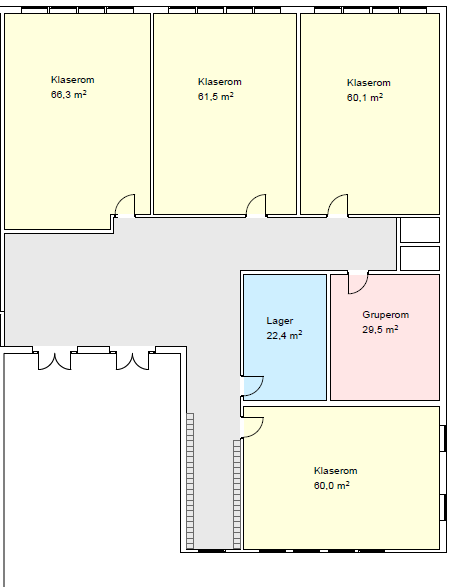 Klaserom
66,3 m²
Klaserom
61,5 m²
Klaserom
60,1 m²
Lager
22,4 m²
Gruperom
29,5 m²
Klaserom
60,0 m²